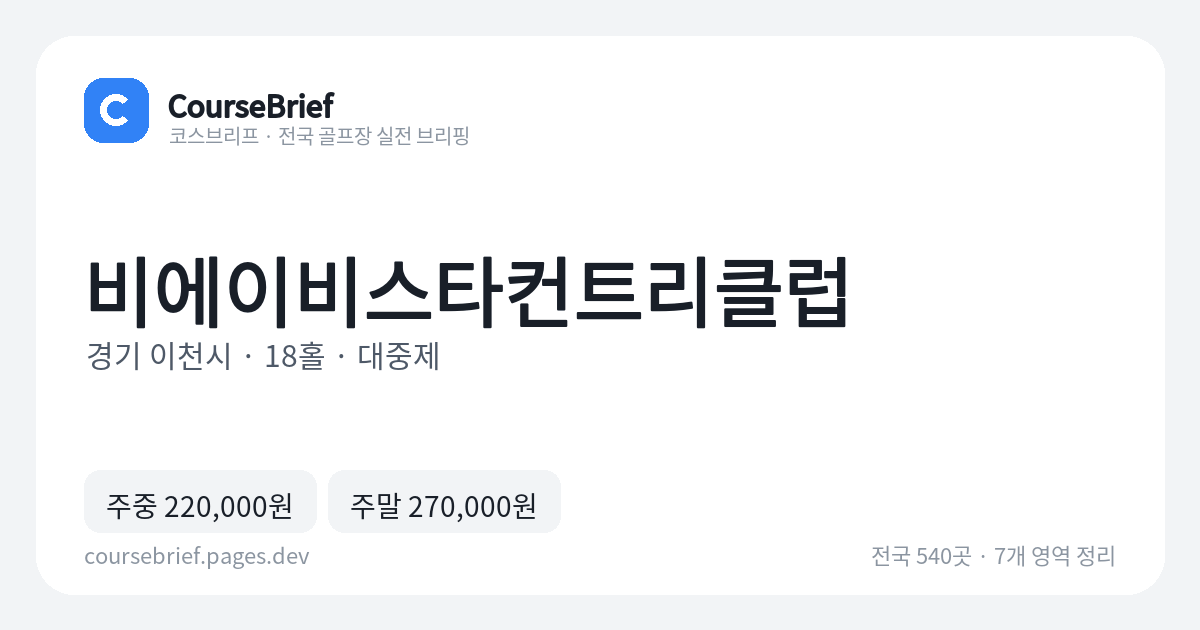 C
CourseBrief
코스브리프 · 전국 골프장 실전 브리핑
비에이비스타컨트리클럽
경기 이천시 · 18홀 · 대중제
주중 220,000원
주말 270,000원
coursebrief.pages.dev
전국 540곳 · 7개 영역 정리